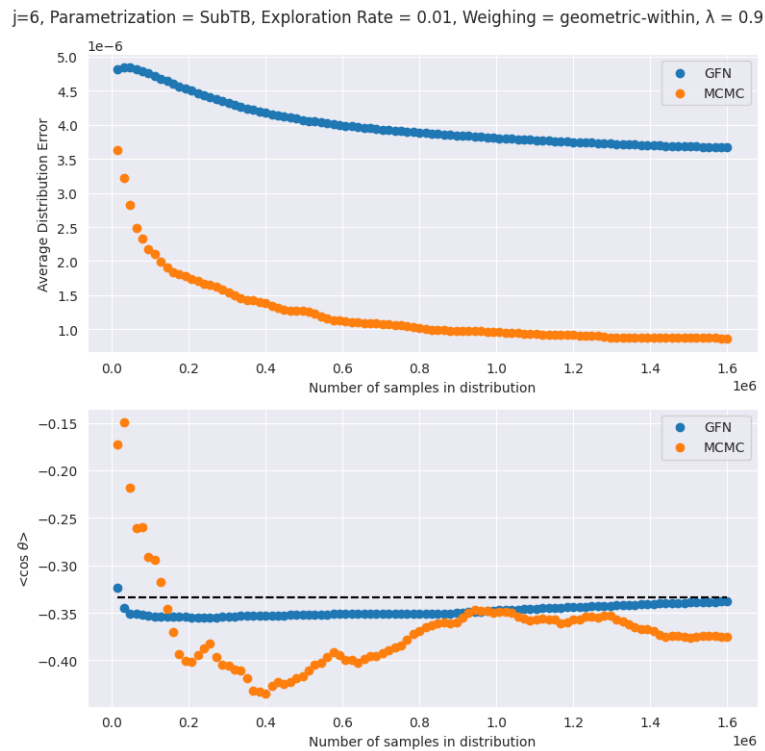 j=6, Parametrization = SubTB, Exploration Rate = 0.01, Weighing = geometric-within, λ = 0.9
1e−6
5.0
4.5
4.0
3.5
3.0
2.5
2.0
1.5
1.0
Average Distribution Error
GFN
MCMC
0.0 0.2 0.4 0.6 0.8 1.0 1.2 1.4 1.6
1e6
Number of samples in distribution
−0.15
−0.20
−0.25
−0.30
−0.35
−0.40
<cos θ>
GFN
MCMC
0.0 0.2 0.4 0.6 0.8 1.0 1.2 1.4 1.6
1e6
Number of samples in distribution